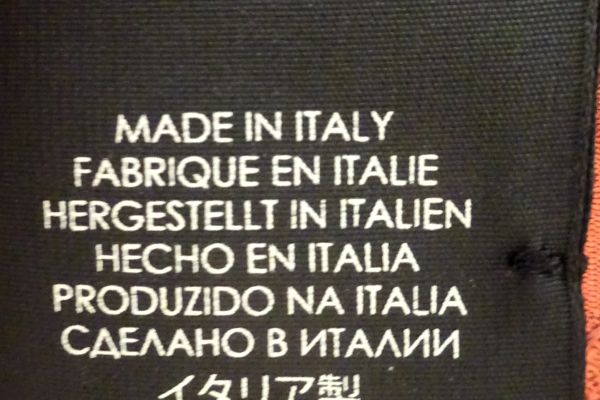 MADE IN ITALY
FABRIQUE EN ITALIE
HERGESTELLT IN ITALIEN
HECHO EN ITALIA
PRODUZIDO NA ITALIA
СДЕЛАНО В ИТАЛИИ
イタリア製